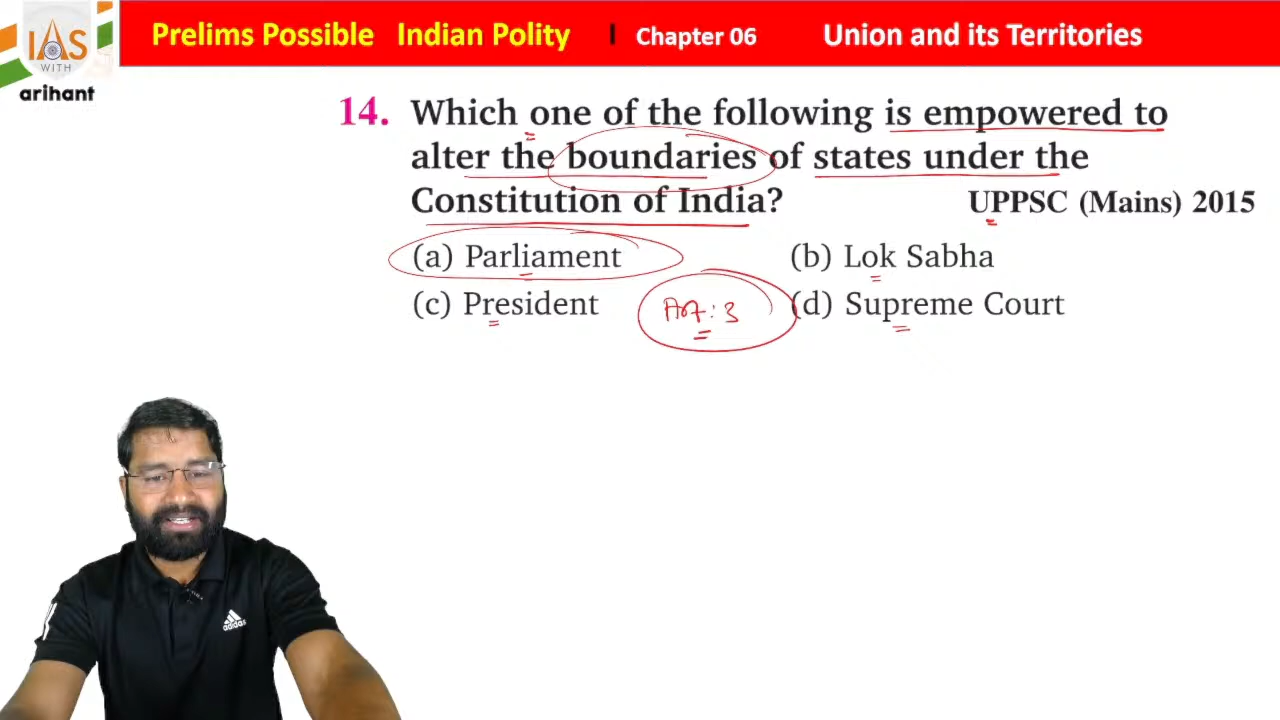 IAS
WITH
arihant
Prelims Possible Indian Polity | Chapter 06 Union and its Territories
14. Which one of the following is empowered to
alter the boundaries of states under the
Constitution of India? UPPSC (Mains) 2015
(a) Parliament (b) Lok Sabha
(c) President Art: 3 (d) Supreme Court
adidas